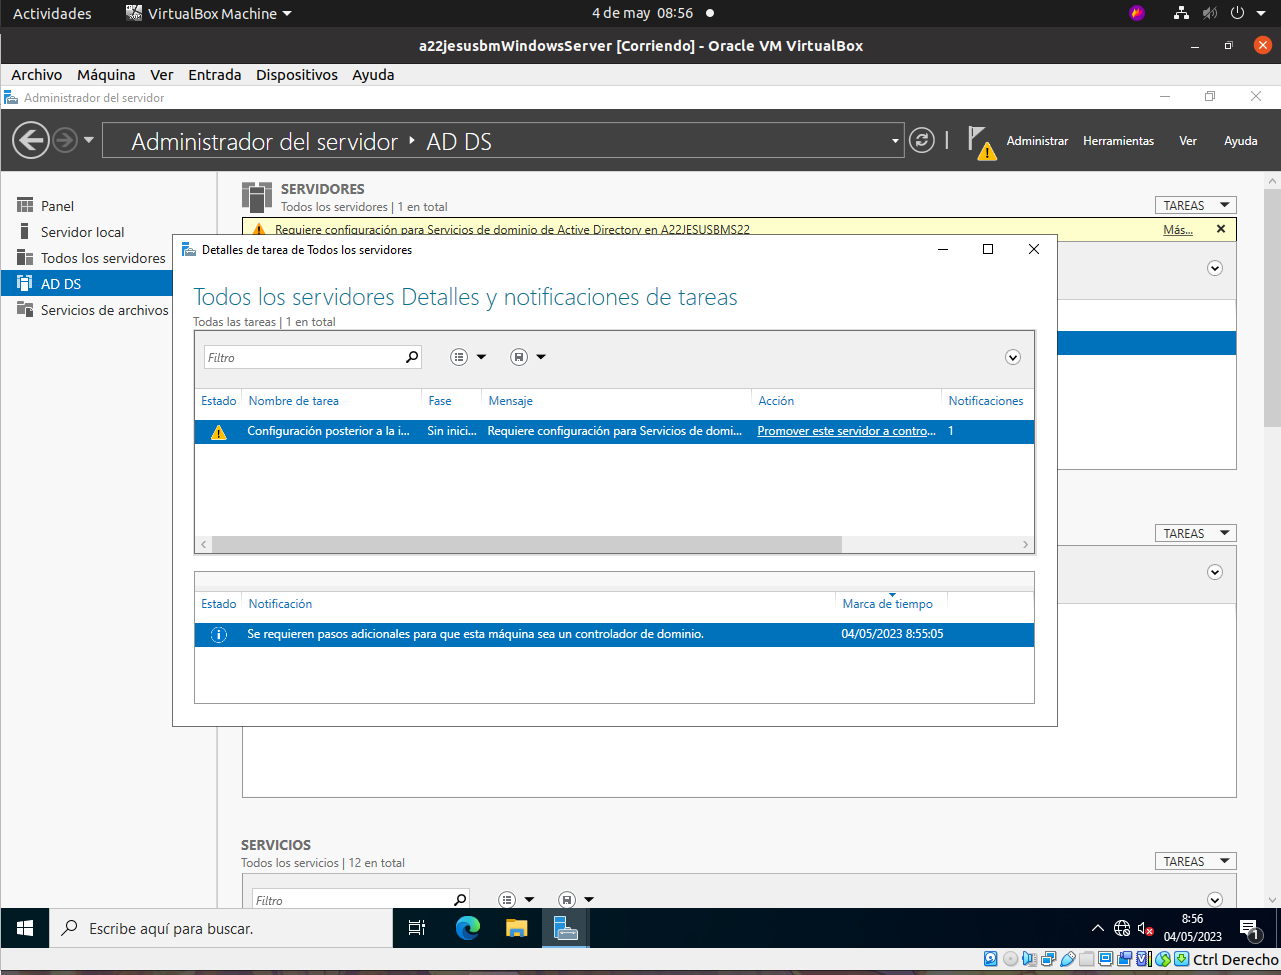 Actividades
VirtualBox Machine
4 de may 08:56
a22jesusbmWindowsServer [Corriendo] - Oracle VM VirtualBox
Archivo Máquina Ver Entrada Dispositivos Ayuda
Administrador del servidor
Administrador del servidor ‣ AD DS
Administrar Herramientas Ver Ayuda
Panel
Servidor local
Todos los servidores
AD DS
Servicios de archivos
SERVIDORES
Todos los servidores | 1 en total
TAREAS
Requiere configuración para Servicios de dominio de Active Directory en A22JESUSBMS22
Más...
Detalles de tarea de Todos los servidores
Todos los servidores Detalles y notificaciones de tareas
Todas las tareas | 1 en total
Filtro
Estado Nombre de tarea Fase Mensaje Acción Notificaciones
Configuración posterior a la i... Sin inici... Requiere configuración para Servicios de domi... Promover este servidor a contro... 1
TAREAS
Estado Notificación Marca de tiempo
Se requieren pasos adicionales para que esta máquina sea un controlador de dominio. 04/05/2023 8:55:05
SERVICIOS
Todos los servicios | 12 en total
TAREAS
Filtro
Escribe aquí para buscar.
8:56
04/05/2023
1
Ctrl Derecho